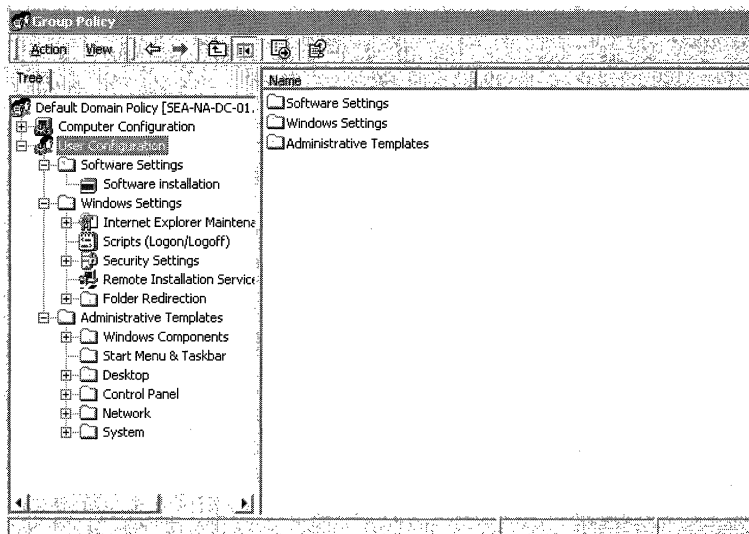 Group Policy
Action View
Tree
Name
Default Domain Policy [SEA-NA-DC-01.
Computer Configuration
User Configuration
Software Settings
Software installation
Windows Settings
Internet Explorer Maintena
Scripts (Logon/Logoff)
Security Settings
Remote Installation Service
Folder Redirection
Administrative Templates
Windows Components
Start Menu & Taskbar
Desktop
Control Panel
Network
System
Software Settings
Windows Settings
Administrative Templates